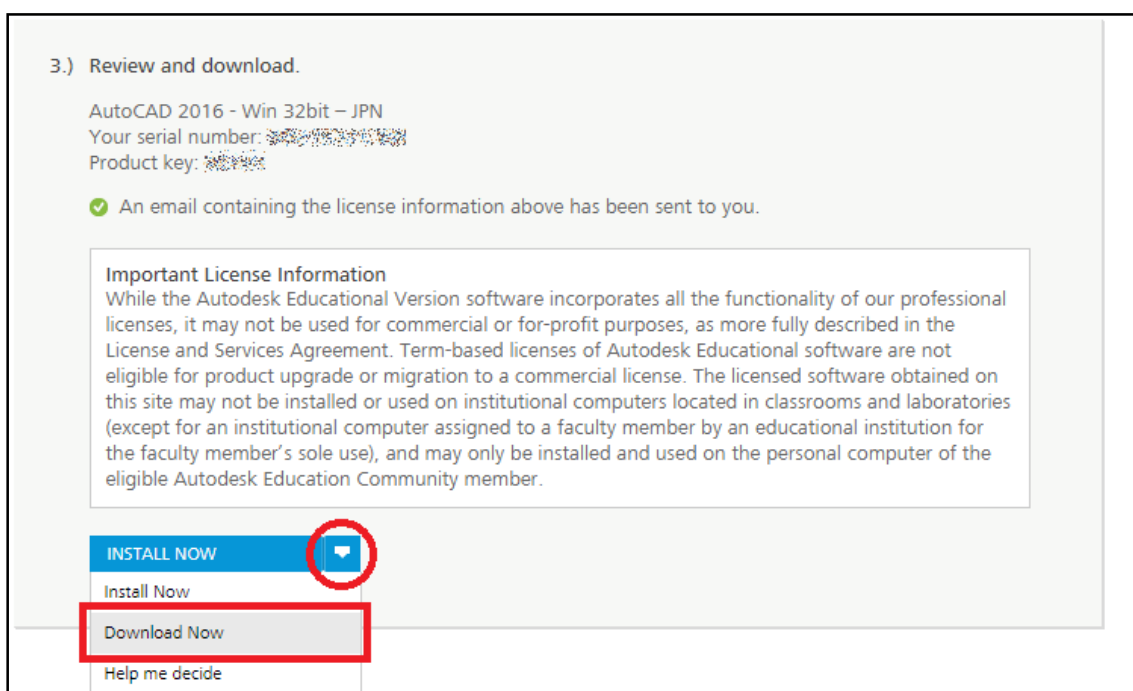 3.) Review and download.
AutoCAD 2016 - Win 32bit – JPN
Your serial number:
Product key:
An email containing the license information above has been sent to you.
Important License Information
While the Autodesk Educational Version software incorporates all the functionality of our professional
licenses, it may not be used for commercial or for-profit purposes, as more fully described in the
License and Services Agreement. Term-based licenses of Autodesk Educational software are not
eligible for product upgrade or migration to a commercial license. The licensed software obtained on
this site may not be installed or used on institutional computers located in classrooms and laboratories
(except for an institutional computer assigned to a faculty member by an educational institution for
the faculty member’s sole use), and may only be installed and used on the personal computer of the
eligible Autodesk Education Community member.
INSTALL NOW
Install Now
Download Now
Help me decide